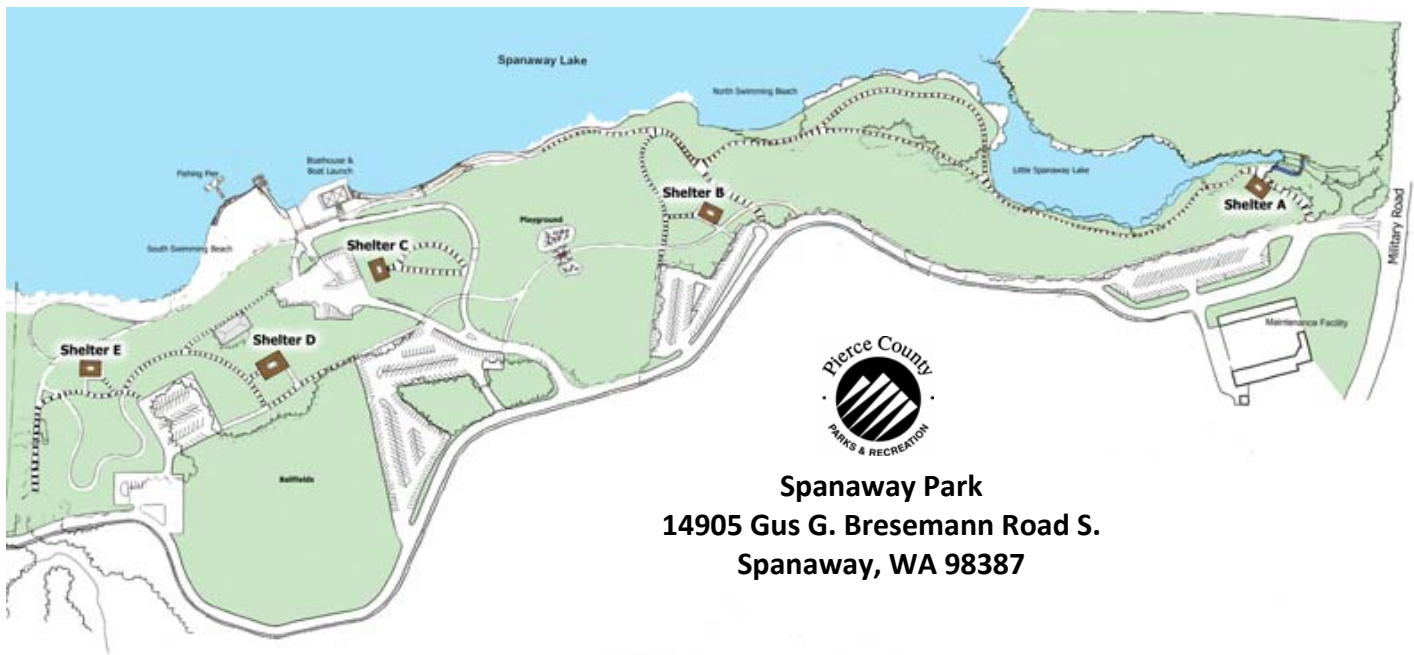 Spanaway Lake
North Swimming Beach
Boathouse &
Boat Launch
Fishing Pier
Little Spanaway Lake
Shelter A
Shelter B
Military Road
Playground
Shelter C
South Swimming Beach
Maintenance Facility
Shelter D
Shelter E
Ballfields
Pierce County
PARKS & RECREATION
Spanaway Park
14905 Gus G. Bresemann Road S.
Spanaway, WA 98387